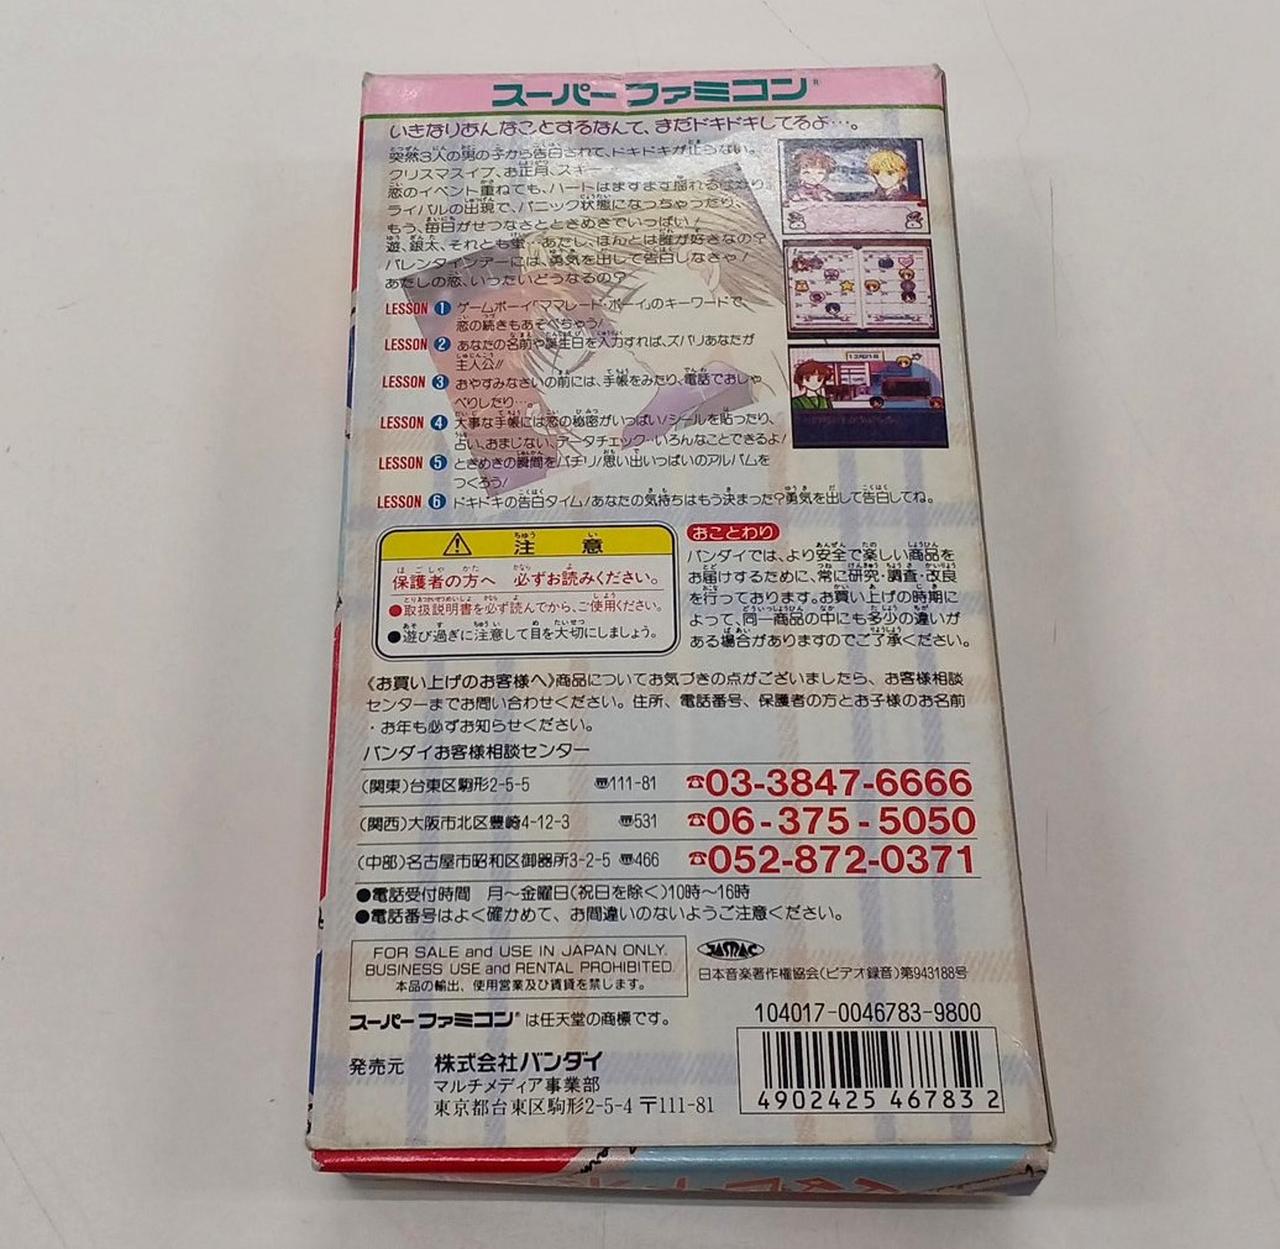 スーパーファミコン®
いきなりあんなことするなんて、まだドキドキしてるよ…。
突然3人の男の子から告白されて、ドキドキが止らない。
クリスマスイブ、お正月、スキー
恋のイベント重ねても、ハートはますます揺れるばかり。
ライバルの出現で、パニック状態になっちゃったり、
もう、毎日がせつなさとときめきでいっぱい!
遊、銀太、それとも蛍…あたし、ほんとは誰が好きなの?
バレンタインデーには、勇気を出して告白しなきゃ!
あたしの恋、いったいどうなるの?
LESSON 1 ゲームボーイ「ママレード・ボーイ」のキーワードで、
恋の続きもあそべちゃう!
LESSON 2 あなたの名前や誕生日を入力すれば、ズバリあなたが
主人公!!
LESSON 3 おやすみなさいの前には、手帳をみたり、電話でおしゃ
べりしたり…。
LESSON 4 大事な手帳には恋の秘密がいっぱい!シールを貼ったり、
占い、おまじない、データチェック…いろんなことできるよ!
LESSON 5 ときめきの瞬間をパチリ!思い出いっぱいのアルバムを
つくろう!
LESSON 6 ドキドキの告白タイム!あなたの気持ちはもう決まった?勇気を出して告白してね。
⚠ 注意
保護者の方へ 必ずお読みください。
●取扱説明書を必ず読んでから、ご使用ください。
●遊び過ぎに注意して目を大切にしましょう。
おことわり
バンダイでは、より安全で楽しい商品を
お届けするために、常に研究・調査・改良
を行っております。お買い上げの時期に
よって、同一商品の中にも多少の違いが
ある場合がありますのでご了承ください。
《お買い上げのお客様へ》商品についてお気づきの点がございましたら、お客様相談
センターまでお問い合わせください。住所、電話番号、保護者の方とお子様のお名前
・お年も必ずお知らせください。
バンダイお客様相談センター
(関東)台東区駒形2-5-5 〠111-81 ☎03-3847-6666
(関西)大阪市北区豊崎4-12-3 〠531 ☎06-375-5050
(中部)名古屋市昭和区御器所3-2-5 〠466 ☎052-872-0371
●電話受付時間 月〜金曜日(祝日を除く)10時〜16時
●電話番号はよく確かめて、お間違いのないようご注意ください。
FOR SALE and USE IN JAPAN ONLY.
BUSINESS USE and RENTAL PROHIBITED.
本品の輸出、使用営業及び賃貸を禁じます。
JASRAC
日本音楽著作権協会(ビデオ録音)第943188号
スーパーファミコン®は任天堂の商標です。
104017-0046783-9800
発売元 株式会社バンダイ
マルチメディア事業部
東京都台東区駒形2-5-4 〒111-81
4902425 46783 2